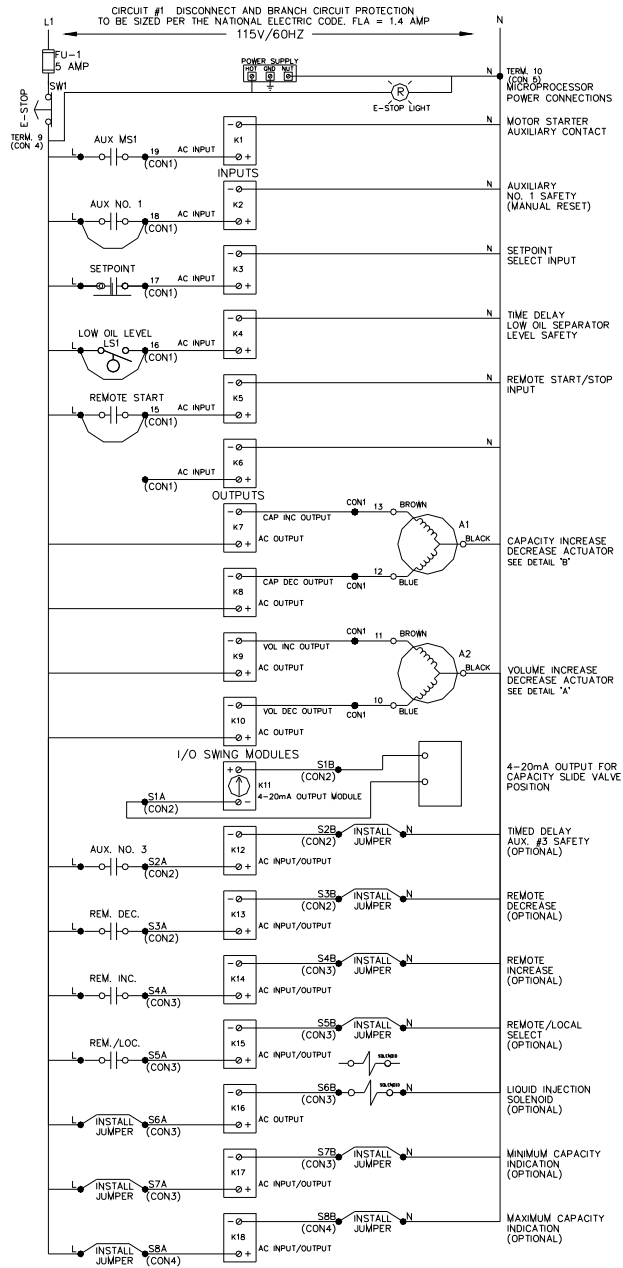 CIRCUIT #1 DISCONNECT AND BRANCH CIRCUIT PROTECTION
TO BE SIZED PER THE NATIONAL ELECTRIC CODE. FLA = 1.4 AMP
L1
115V/60HZ
N
FU-1
5 AMP
SW1
E-STOP
TERM. 9
(CON 4)
POWER SUPPLY
HOT GND NUT
R
E-STOP LIGHT
N
TERM. 10
(CON 5)
MICROPROCESSOR
POWER CONNECTIONS
L
AUX MS1
19
(CON1)
AC INPUT
K1
N
MOTOR STARTER
AUXILIARY CONTACT
INPUTS
L
AUX NO. 1
18
(CON1)
AC INPUT
K2
N
AUXILIARY
NO. 1 SAFETY
(MANUAL RESET)
L
SETPOINT
17
(CON1)
AC INPUT
K3
N
SETPOINT
SELECT INPUT
L
LOW OIL LEVEL
LS1
16
(CON1)
AC INPUT
K4
N
TIME DELAY
LOW OIL SEPARATOR
LEVEL SAFETY
L
REMOTE START
15
(CON1)
AC INPUT
K5
N
REMOTE START/STOP
INPUT
(CON1)
AC INPUT
K6
N
OUTPUTS
K7
CAP INC OUTPUT
AC OUTPUT
CON1
13
BROWN
A1
BLACK
CAPACITY INCREASE
DECREASE ACTUATOR
SEE DETAIL "B"
K8
CAP DEC OUTPUT
AC OUTPUT
CON1
12
BLUE
K9
VOL INC OUTPUT
AC OUTPUT
CON1
11
BROWN
A2
BLACK
VOLUME INCREASE
DECREASE ACTUATOR
SEE DETAIL "A"
K10
VOL DEC OUTPUT
AC OUTPUT
CON1
10
BLUE
I/O SWING MODULES
S1A
(CON2)
K11
4-20mA OUTPUT MODULE
S1B
(CON2)
4-20mA OUTPUT FOR
CAPACITY SLIDE VALVE
POSITION
L
AUX. NO. 3
S2A
(CON2)
K12
AC INPUT/OUTPUT
S2B
(CON2)
INSTALL
JUMPER
N
TIMED DELAY
AUX. #3 SAFETY
(OPTIONAL)
L
REM. DEC.
S3A
(CON2)
K13
AC INPUT/OUTPUT
S3B
(CON2)
INSTALL
JUMPER
N
REMOTE
DECREASE
(OPTIONAL)
L
REM. INC.
S4A
(CON3)
K14
AC INPUT/OUTPUT
S4B
(CON3)
INSTALL
JUMPER
N
REMOTE
INCREASE
(OPTIONAL)
L
REM./LOC.
S5A
(CON3)
K15
AC INPUT/OUTPUT
S5B
(CON3)
INSTALL
JUMPER
N
REMOTE/LOCAL
SELECT
(OPTIONAL)
SOLENOID
L
INSTALL
JUMPER
S6A
(CON3)
K16
AC OUTPUT
S6B
(CON3)
SOLENOID
N
LIQUID INJECTION
SOLENOID
(OPTIONAL)
L
INSTALL
JUMPER
S7A
(CON3)
K17
AC INPUT/OUTPUT
S7B
(CON3)
INSTALL
JUMPER
N
MINIMUM CAPACITY
INDICATION
(OPTIONAL)
L
INSTALL
JUMPER
S8A
(CON4)
K18
AC INPUT/OUTPUT
S8B
(CON4)
INSTALL
JUMPER
N
MAXIMUM CAPACITY
INDICATION
(OPTIONAL)